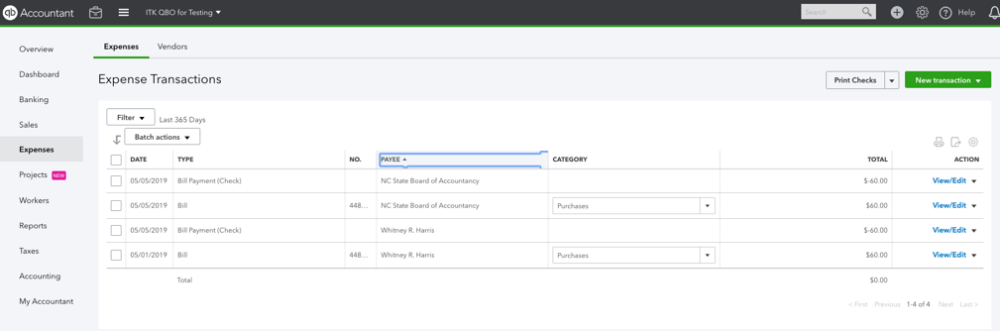 qb Accountant ITK QBO for Testing Search Help
Overview
Dashboard
Banking
Sales
Expenses
Projects NEW
Workers
Reports
Taxes
Accounting
My Accountant
Expenses Vendors
Expense Transactions
Print Checks New transaction
Filter Last 365 Days
Batch actions
DATE TYPE NO. PAYEE CATEGORY TOTAL ACTION
05/05/2019 Bill Payment (Check) NC State Board of Accountancy $-60.00 View/Edit
05/05/2019 Bill 448... NC State Board of Accountancy Purchases $60.00 View/Edit
05/05/2019 Bill Payment (Check) Whitney R. Harris $-60.00 View/Edit
05/01/2019 Bill 448... Whitney R. Harris Purchases $60.00 View/Edit
Total $0.00
< First Previous 1-4 of 4 Next Last >